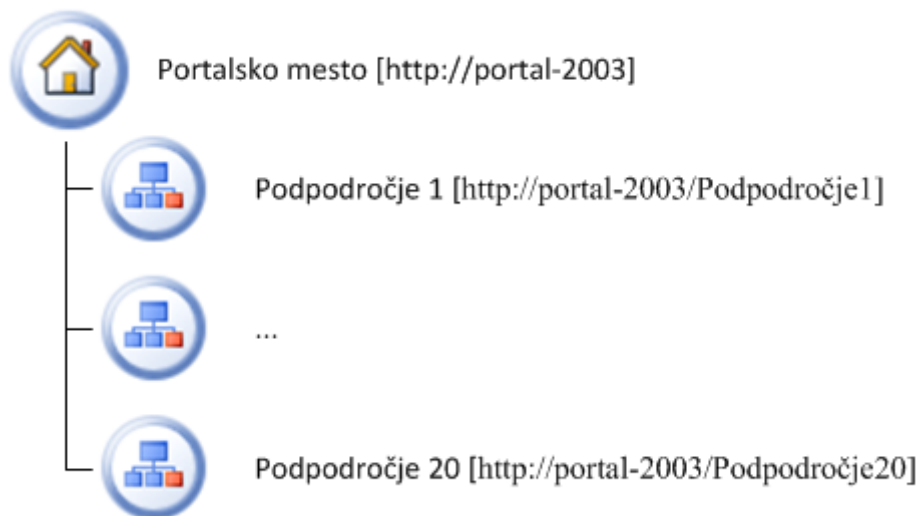 Portalsko mesto [http://portal-2003]
Podpodročje 1 [http://portal-2003/Podpodročje1]
...
Podpodročje 20 [http://portal-2003/Podpodročje20]